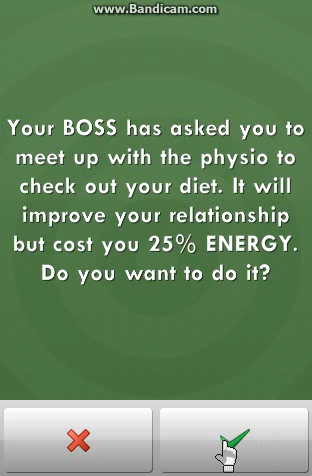 www.Bandicam.com
Your BOSS has asked you to
meet up with the physio to
check out your diet. It will
improve your relationship
but cost you 25% ENERGY.
Do you want to do it?